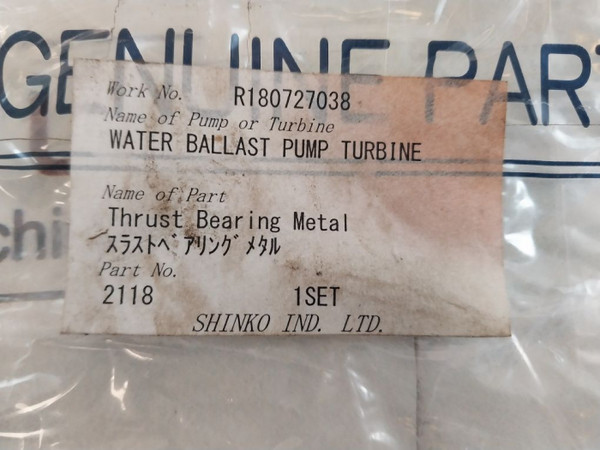 GENUINE PART
Work No. R180727038
Name of Pump or Turbine
WATER BALLAST PUMP TURBINE
Name of Part
Thrust Bearing Metal
スラストベアリングメタル
Part No.
2118 1SET
SHINKO IND. LTD.